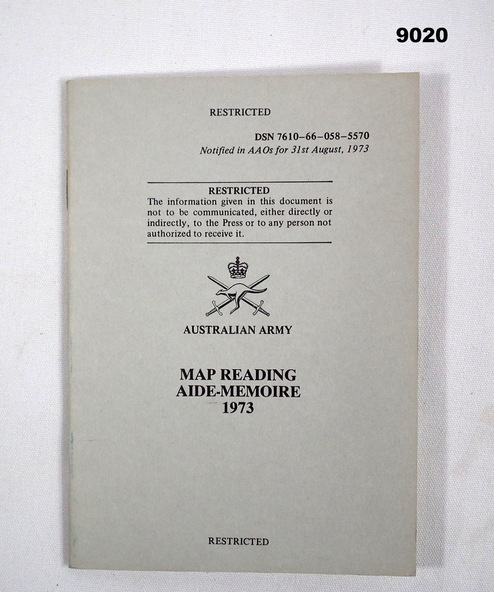 9020
RESTRICTED
DSN 7610–66–058–5570
Notified in AAOs for 31st August, 1973
RESTRICTED
The information given in this document is
not to be communicated, either directly or
indirectly, to the Press or to any person not
authorized to receive it.
AUSTRALIAN ARMY
MAP READING
AIDE-MEMOIRE
1973
RESTRICTED